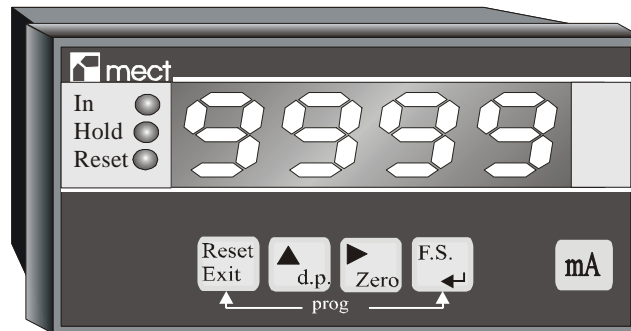 mect
In
Hold
Reset
9999
Reset
Exit
d.p.
Zero
F.S.
mA
prog